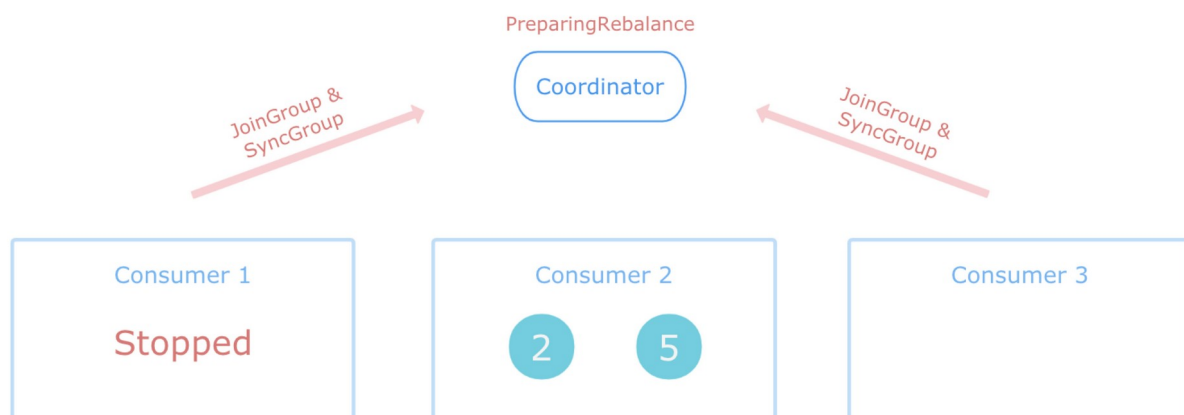 PreparingRebalance
Coordinator
JoinGroup &
SyncGroup
JoinGroup &
SyncGroup
Consumer 1
Stopped
Consumer 2
2 5
Consumer 3